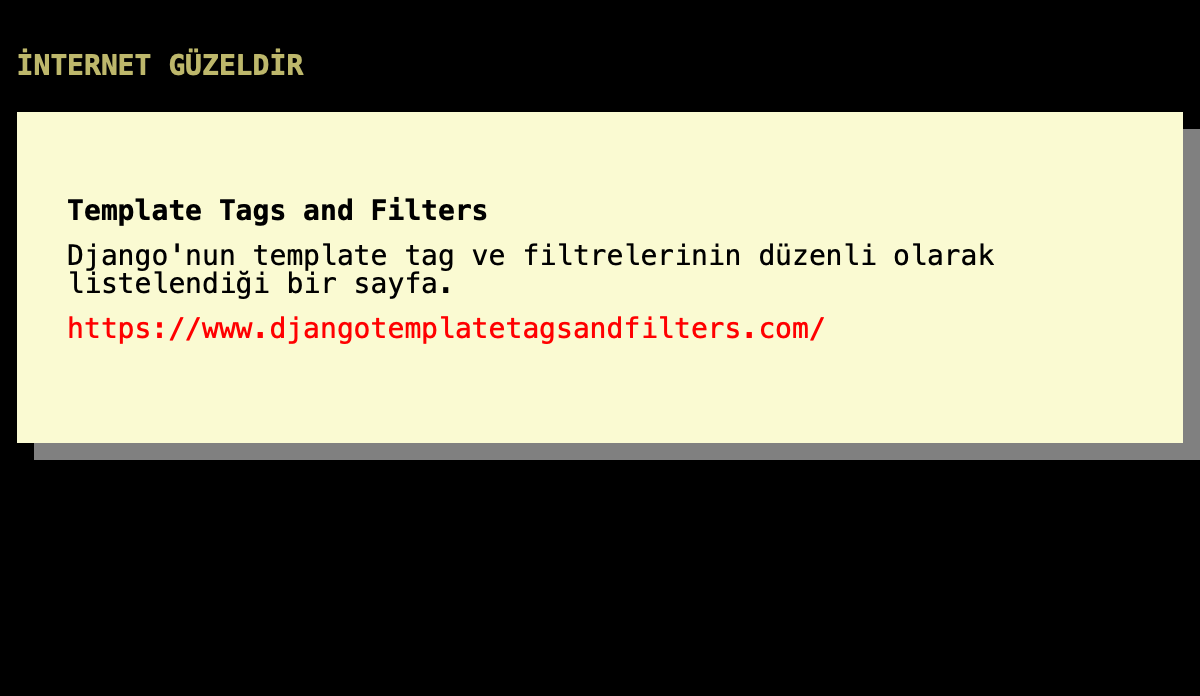 İNTERNET GÜZELDİR
Template Tags and Filters
Django'nun template tag ve filtrelerinin düzenli olarak
listelendiği bir sayfa.
https://www.djangotemplatetagsandfilters.com/